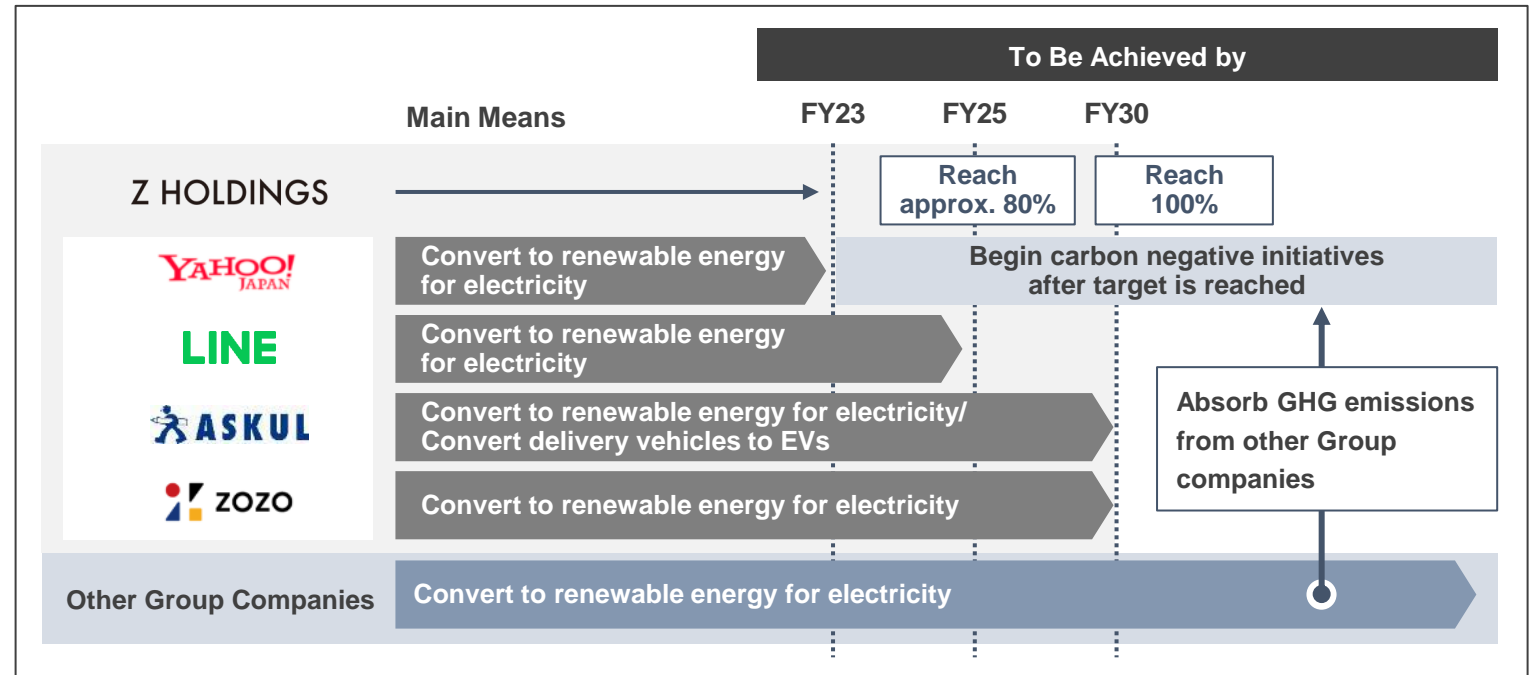 To Be Achieved by
Main Means
FY23
FY25
FY30
Z HOLDINGS
Reach
approx. 80%
Reach
100%
YAHOO!
JAPAN
Convert to renewable energy
for electricity
Begin carbon negative initiatives
after target is reached
LINE
Convert to renewable energy
for electricity
ASKUL
Convert to renewable energy for electricity/
Convert delivery vehicles to EVs
Absorb GHG emissions
from other Group
companies
ZOZO
Convert to renewable energy for electricity
Other Group Companies
Convert to renewable energy for electricity